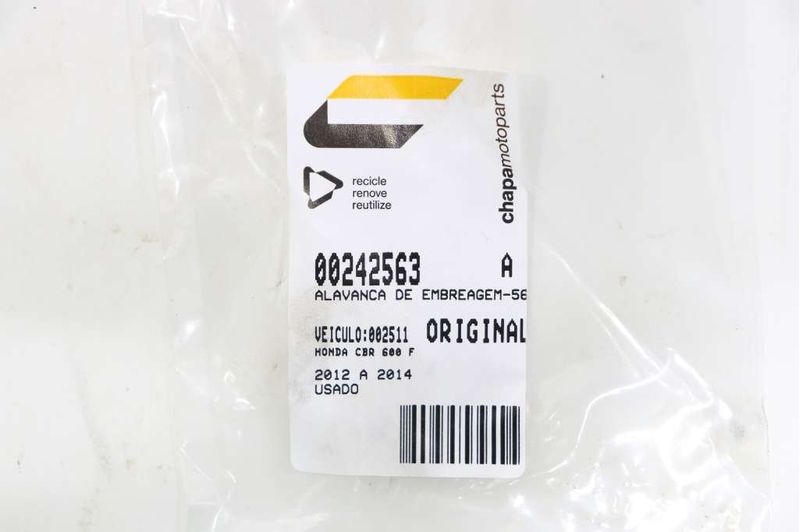 chapamotoparts
recicle
renove
reutilize
00242563 A
ALAVANCA DE EMBREAGEM-56
VEICULO:002511 ORIGINAL
HONDA CBR 600 F
2012 A 2014
USADO